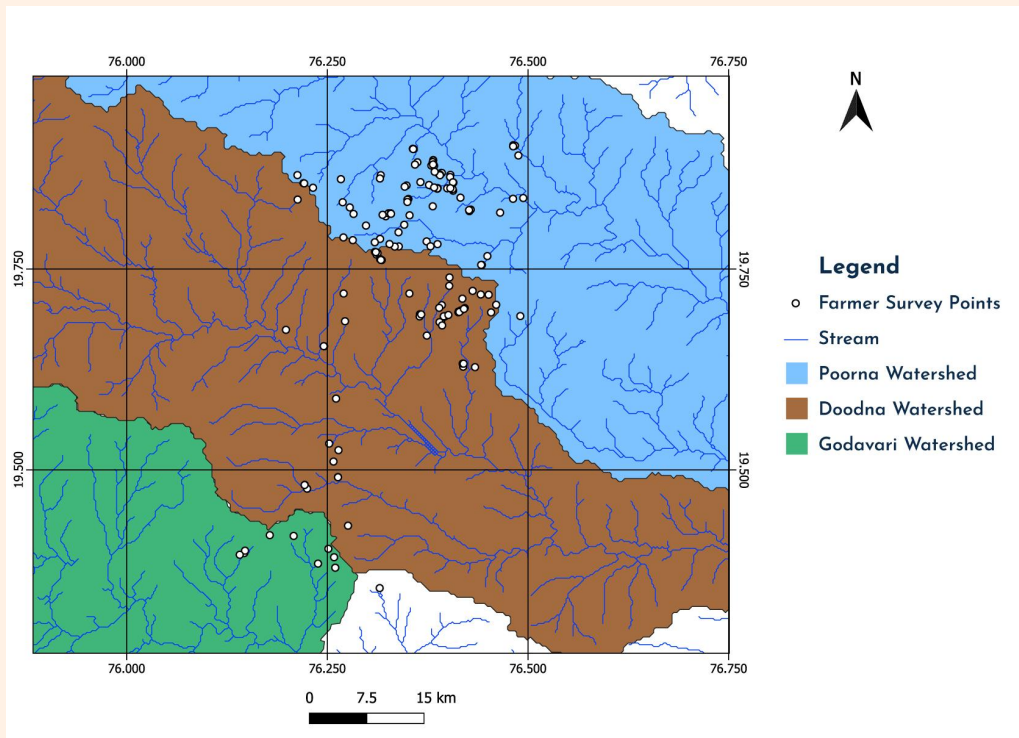 76.000 76.250 76.500 76.750
N
19.750 19.750
Legend
Farmer Survey Points
Stream
Poorna Watershed
Doodna Watershed
Godavari Watershed
19.500 19.500
76.000 76.250 76.500 76.750
0 7.5 15 km